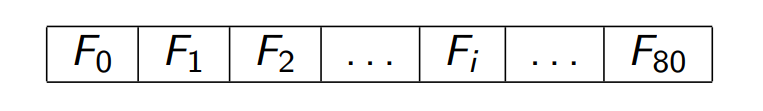 F₀ F₁ F₂ ... Fᵢ ... F₈₀